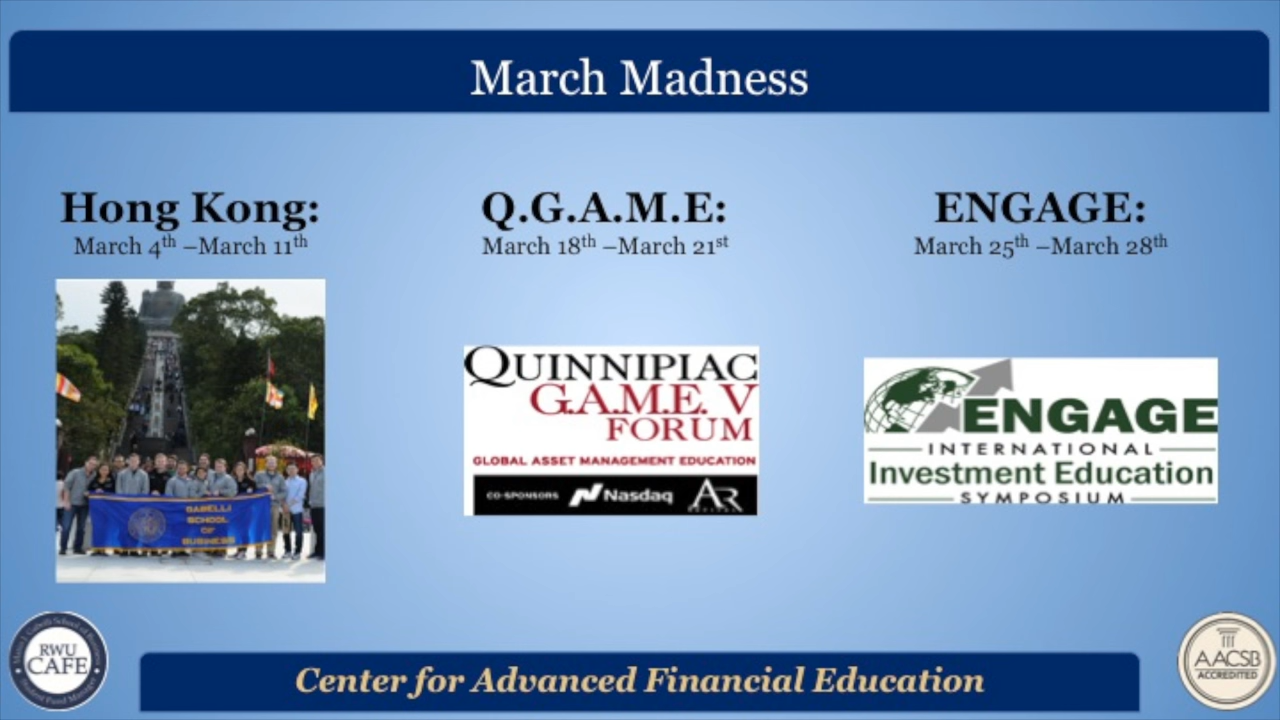 March Madness
Hong Kong:
March 4th –March 11th
Q.G.A.M.E:
March 18th –March 21st
ENGAGE:
March 25th –March 28th
GABELLI
SCHOOL
OF
BUSINESS
QUINNIPIAC
G.A.M.E. V
FORUM
GLOBAL ASSET MANAGEMENT EDUCATION
CO-SPONSORS Nasdaq AR
ENGAGE
INTERNATIONAL
Investment Education
SYMPOSIUM
RWU
CAFE
Center for Advanced Financial Education
AACSB
ACCREDITED